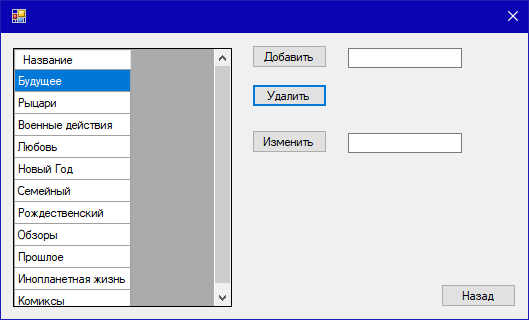 Название
Будущее
Рыцари
Военные действия
Любовь
Новый Год
Семейный
Рождественский
Обзоры
Прошлое
Инопланетная жизнь
Комиксы
Добавить
Удалить
Изменить
Назад